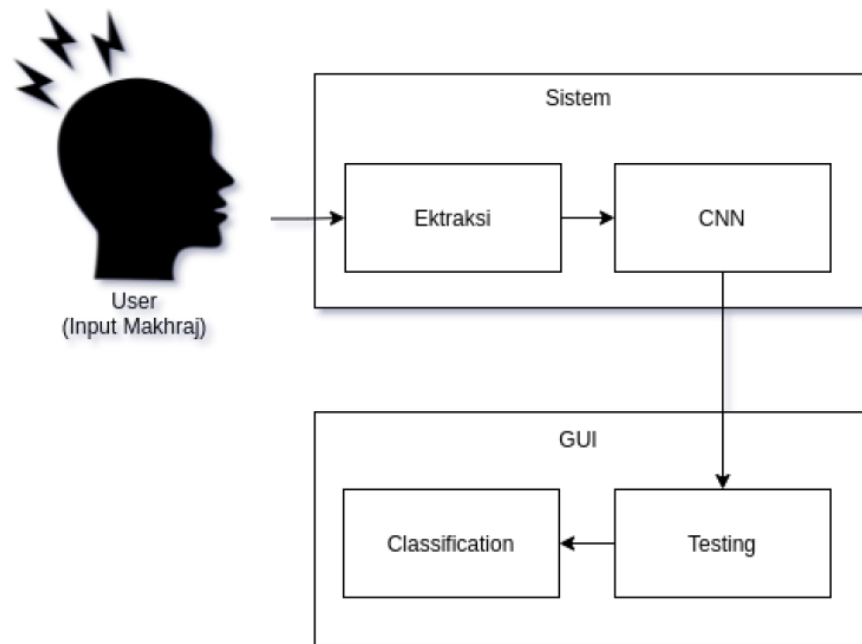 Sistem
Ektraksi
CNN
User
(Input Makhraj)
GUI
Classification
Testing